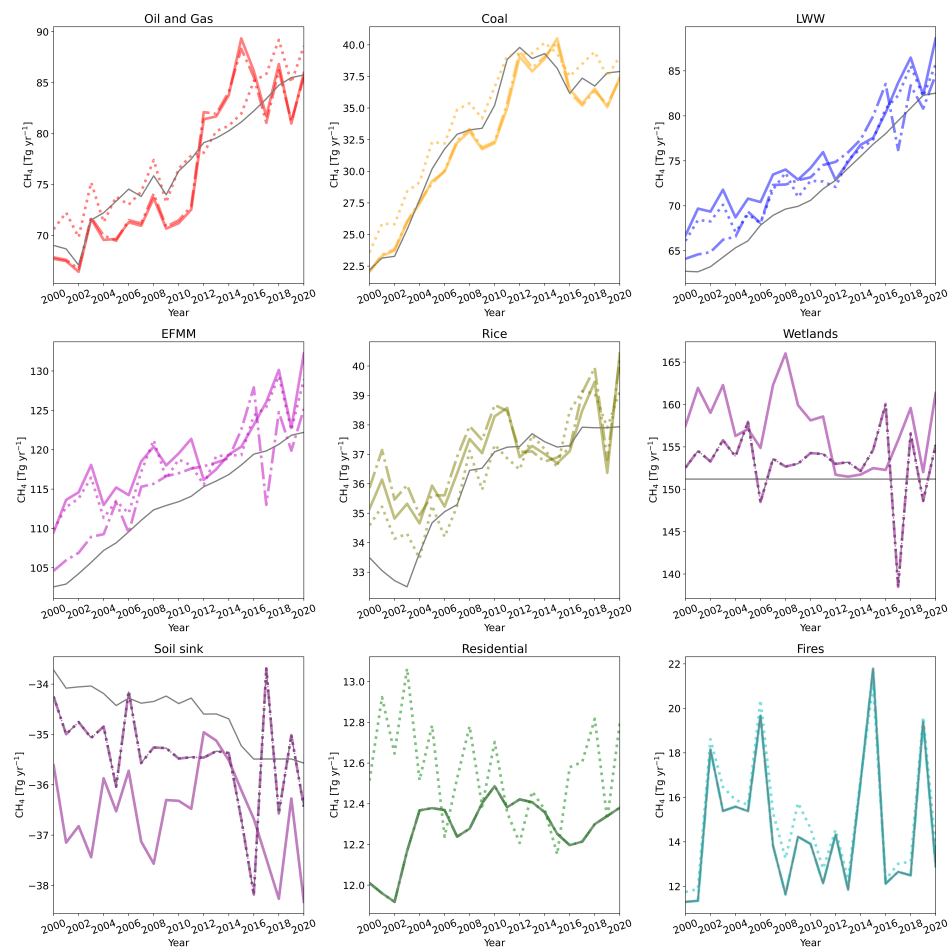 Oil and Gas
CH₄ [Tg yr⁻¹]
90
85
80
75
70
2000 2002 2004 2006 2008 2010 2012 2014 2016 2018 2020
Year
Coal
CH₄ [Tg yr⁻¹]
40.0
37.5
35.0
32.5
30.0
27.5
25.0
22.5
2000 2002 2004 2006 2008 2010 2012 2014 2016 2018 2020
Year
LWW
CH₄ [Tg yr⁻¹]
85
80
75
70
65
2000 2002 2004 2006 2008 2010 2012 2014 2016 2018 2020
Year
EFMM
CH₄ [Tg yr⁻¹]
130
125
120
115
110
105
2000 2002 2004 2006 2008 2010 2012 2014 2016 2018 2020
Year
Rice
CH₄ [Tg yr⁻¹]
40
39
38
37
36
35
34
33
2000 2002 2004 2006 2008 2010 2012 2014 2016 2018 2020
Year
Wetlands
CH₄ [Tg yr⁻¹]
165
160
155
150
145
140
2000 2002 2004 2006 2008 2010 2012 2014 2016 2018 2020
Year
Soil sink
CH₄ [Tg yr⁻¹]
−34
−35
−36
−37
−38
2000 2002 2004 2006 2008 2010 2012 2014 2016 2018 2020
Year
Residential
CH₄ [Tg yr⁻¹]
13.0
12.8
12.6
12.4
12.2
12.0
2000 2002 2004 2006 2008 2010 2012 2014 2016 2018 2020
Year
Fires
CH₄ [Tg yr⁻¹]
22
20
18
16
14
12
2000 2002 2004 2006 2008 2010 2012 2014 2016 2018 2020
Year